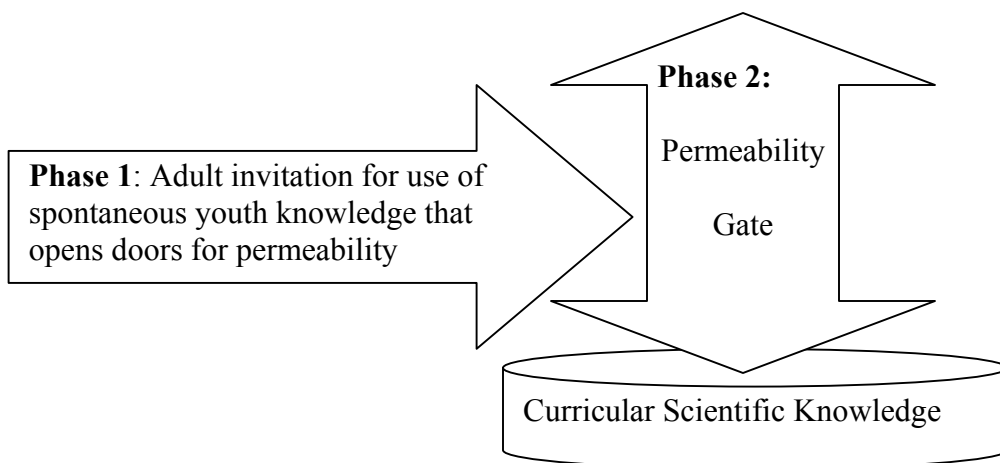 Phase 1: Adult invitation for use of
spontaneous youth knowledge that
opens doors for permeability
Phase 2:
Permeability
Gate
Curricular Scientific Knowledge